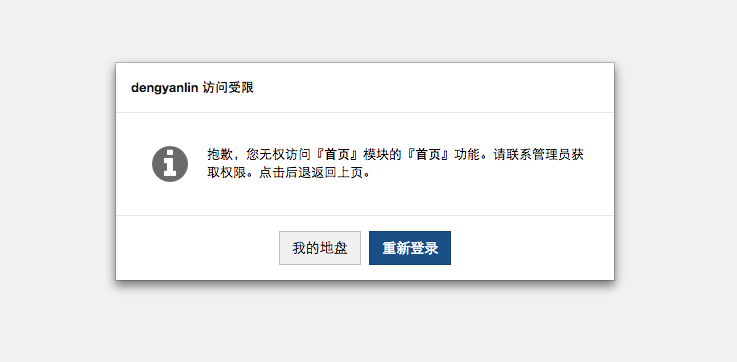 dengyanlin 访问受限
抱歉，您无权访问『首页』模块的『首页』功能。请联系管理员获
取权限。点击后退返回上页。
我的地盘
重新登录